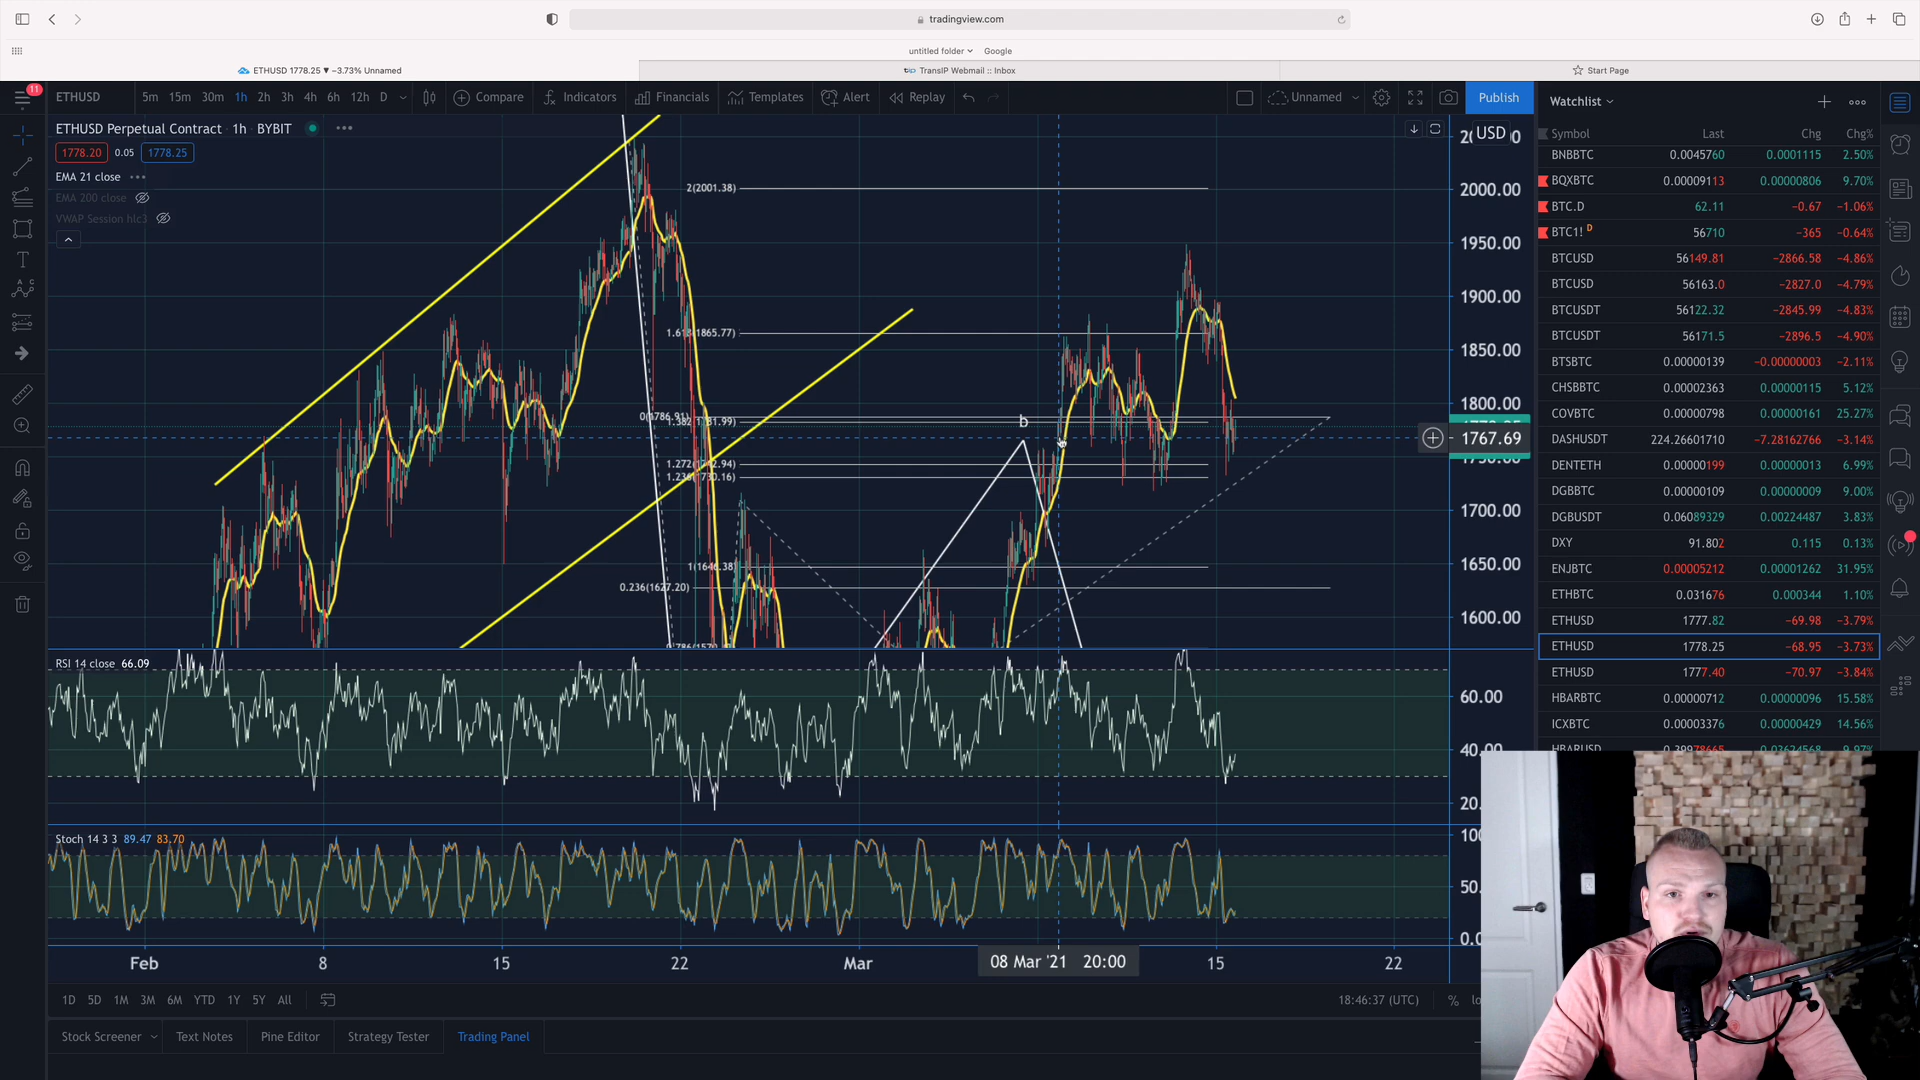 tradingview.com
untitled folder Google
ETHUSD 1778.25 ▼ −3.73% Unnamed
TransIP Webmail :: Inbox
Start Page
11
ETHUSD 5m 15m 30m 1h 2h 3h 4h 6h 12h D Compare Indicators Financials Templates Alert Replay Unnamed Publish
ETHUSD Perpetual Contract · 1h · BYBIT
1778.20 0.05 1778.25
EMA 21 close
EMA 200 close
VWAP Session hlc3
USD
2(2001.38)
1.618(1865.77)
0(1786.91)
1.382(1781.99)
1.272(1742.94)
1.236(1730.16)
1(1646.38)
0.236(1627.20)
b
2000.00
1950.00
1900.00
1850.00
1800.00
1767.69
1700.00
1650.00
1600.00
RSI 14 close 66.09
60.00
40.00
Stoch 14 3 3 89.47 83.70
Feb 8 15 22 Mar 08 Mar '21 20:00 15 22
1D 5D 1M 3M 6M YTD 1Y 5Y All
18:46:37 (UTC) %
Stock Screener Text Notes Pine Editor Strategy Tester Trading Panel
Watchlist
Symbol Last Chg Chg%
BNBBTC 0.0045760 0.0001115 2.50%
BQXBTC 0.00009113 0.00000806 9.70%
BTC.D 62.11 −0.67 −1.06%
BTC1! D 56710 −365 −0.64%
BTCUSD 56149.81 −2866.58 −4.86%
BTCUSD 56163.0 −2827.0 −4.79%
BTCUSDT 56122.32 −2845.99 −4.83%
BTCUSDT 56171.5 −2896.5 −4.90%
BTSBTC 0.00000139 −0.00000003 −2.11%
CHSBBTC 0.00002363 0.00000115 5.12%
COVBTC 0.00000798 0.00000161 25.27%
DASHUSDT 224.26601710 −7.28162766 −3.14%
DENTETH 0.00000199 0.00000013 6.99%
DGBBTC 0.00000109 0.00000009 9.00%
DGBUSDT 0.06089329 0.00224487 3.83%
DXY 91.802 0.115 0.13%
ENJBTC 0.00005212 0.00001262 31.95%
ETHBTC 0.031676 0.000344 1.10%
ETHUSD 1777.82 −69.98 −3.79%
ETHUSD 1778.25 −68.95 −3.73%
ETHUSD 1777.40 −70.97 −3.84%
HBARBTC 0.00000712 0.00000096 15.58%
ICXBTC 0.00003376 0.00000429 14.56%
HBARUSD 0.39978665 0.03624568 9.97%